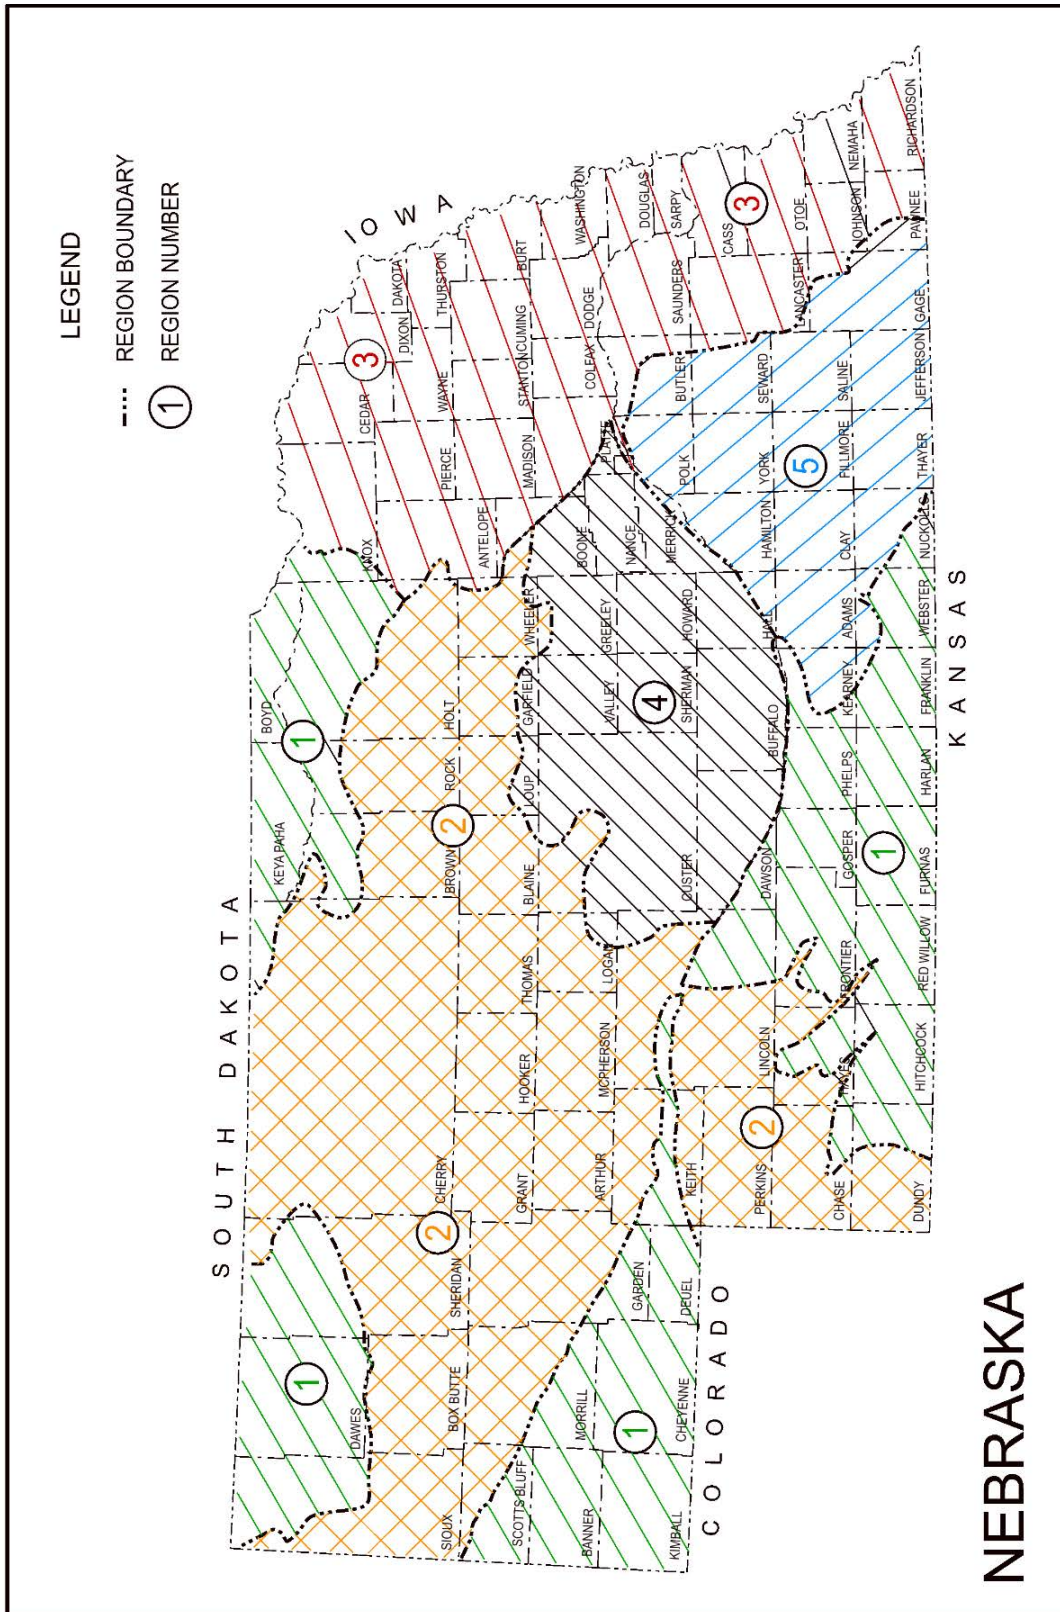 LEGEND
REGION BOUNDARY
1 REGION NUMBER
SOUTH DAKOTA
IOWA
COLORADO
KANSAS
SIOUX
DAWES
BOX BUTTE
SHERIDAN
CHERRY
KEYA PAHA
BOYD
BROWN
ROCK
HOLT
KNOX
CEDAR
DIXON
DAKOTA
ANTELOPE
PIERCE
WAYNE
THURSTON
SCOTTS BLUFF
BANNER
KIMBALL
MORRILL
CHEYENNE
GARDEN
DEUEL
GRANT
HOOKER
THOMAS
BLAINE
LOUP
GARFIELD
WHEELER
MADISON
STANTON
CUMING
BURT
ARTHUR
MCPHERSON
LOGAN
CUSTER
VALLEY
GREELEY
BOONE
NANCE
PLATTE
COLFAX
DODGE
WASHINGTON
KEITH
LINCOLN
PERKINS
SHERMAN
HOWARD
MERRICK
POLK
BUTLER
SAUNDERS
DOUGLAS
SARPY
CHASE
HAYES
FRONTIER
DAWSON
GOSPER
BUFFALO
PHELPS
KEARNEY
HALL
ADAMS
HAMILTON
CLAY
YORK
FILLMORE
SEWARD
SALINE
LANCASTER
CASS
OTOE
DUNDY
HITCHCOCK
RED WILLOW
FURNAS
HARLAN
FRANKLIN
WEBSTER
NUCKOLLS
THAYER
JEFFERSON
GAGE
JOHNSON
PAWNEE
NEMAHA
RICHARDSON
1
1
1
1
2
2
2
3
3
4
5
NEBRASKA